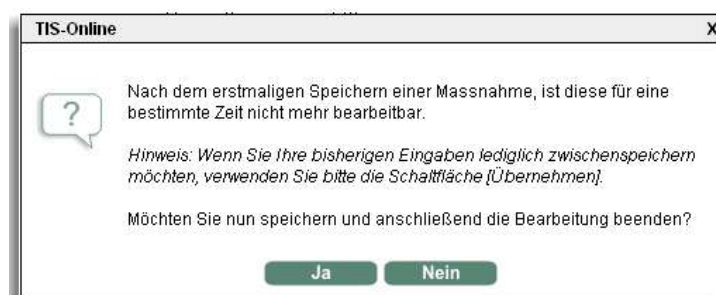 TIS-Online X
Nach dem erstmaligen Speichern einer Massnahme, ist diese für eine
bestimmte Zeit nicht mehr bearbeitbar.
Hinweis: Wenn Sie Ihre bisherigen Eingaben lediglich zwischenspeichern
möchten, verwenden Sie bitte die Schaltfläche [Übernehmen].
Möchten Sie nun speichern und anschließend die Bearbeitung beenden?
Ja Nein